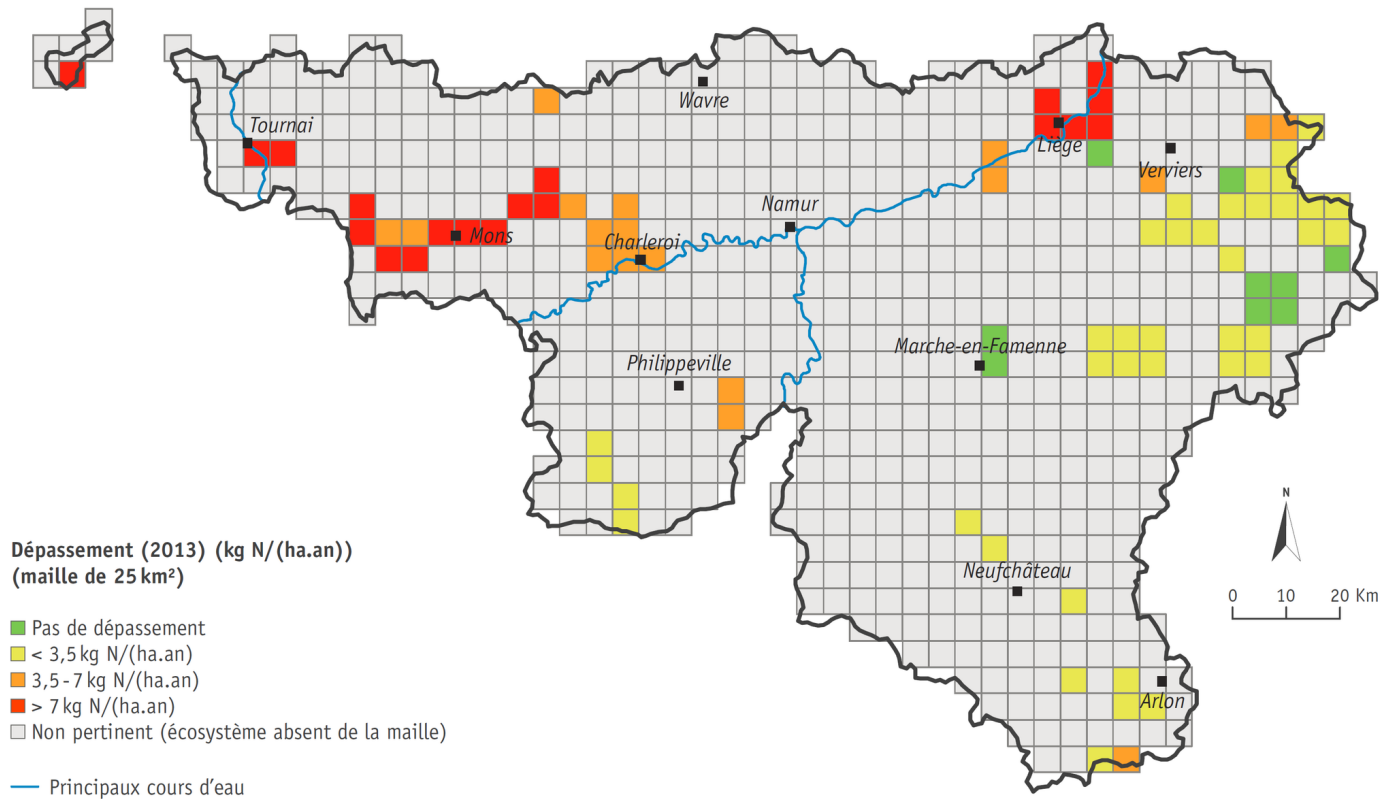 Wavre
Tournai
Liège
Verviers
Namur
Mons
Charleroi
Marche-en-Famenne
Philippeville
Neufchâteau
Arlon
N
0 10 20 Km
Dépassement (2013) (kg N/(ha.an))
(maille de 25 km²)
Pas de dépassement
< 3,5 kg N/(ha.an)
3,5 - 7 kg N/(ha.an)
> 7 kg N/(ha.an)
Non pertinent (écosystème absent de la maille)
Principaux cours d’eau